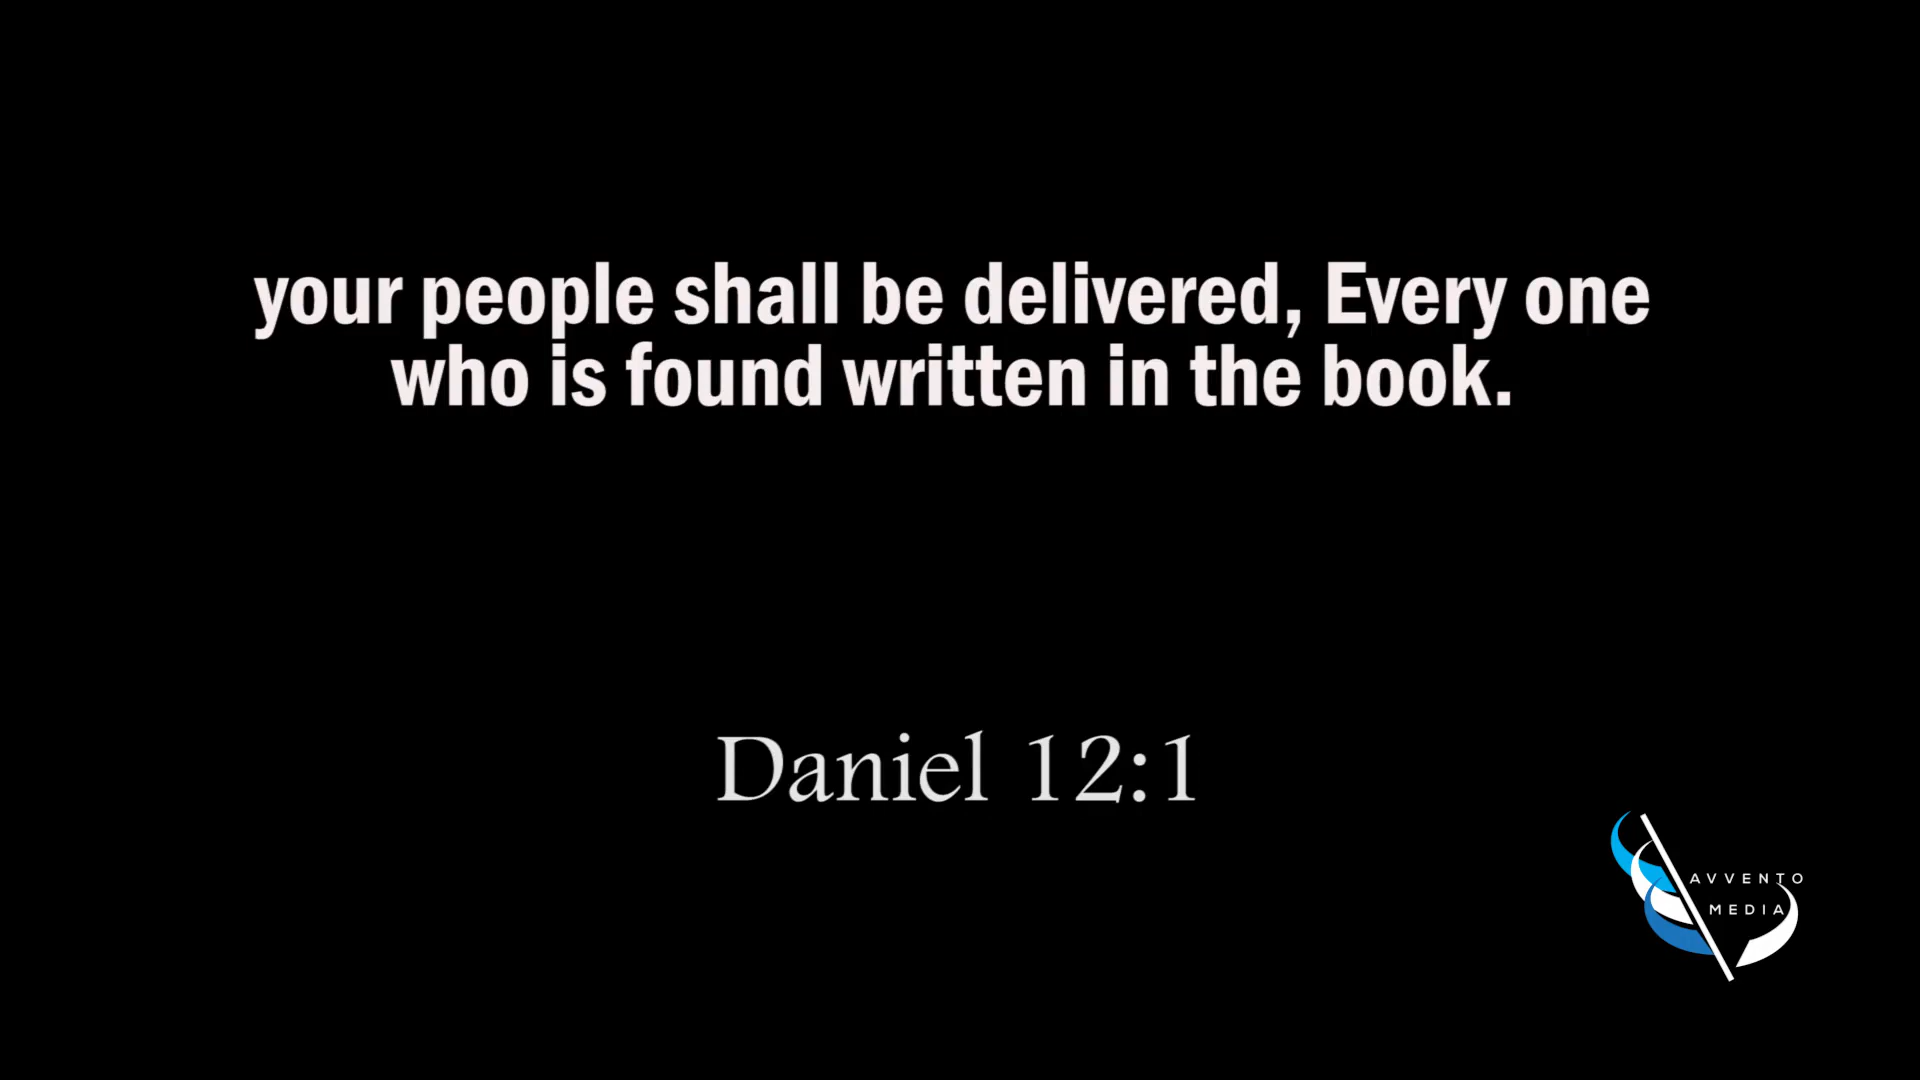 your people shall be delivered, Every one
who is found written in the book.
Daniel 12:1
AVVENTO
MEDIA